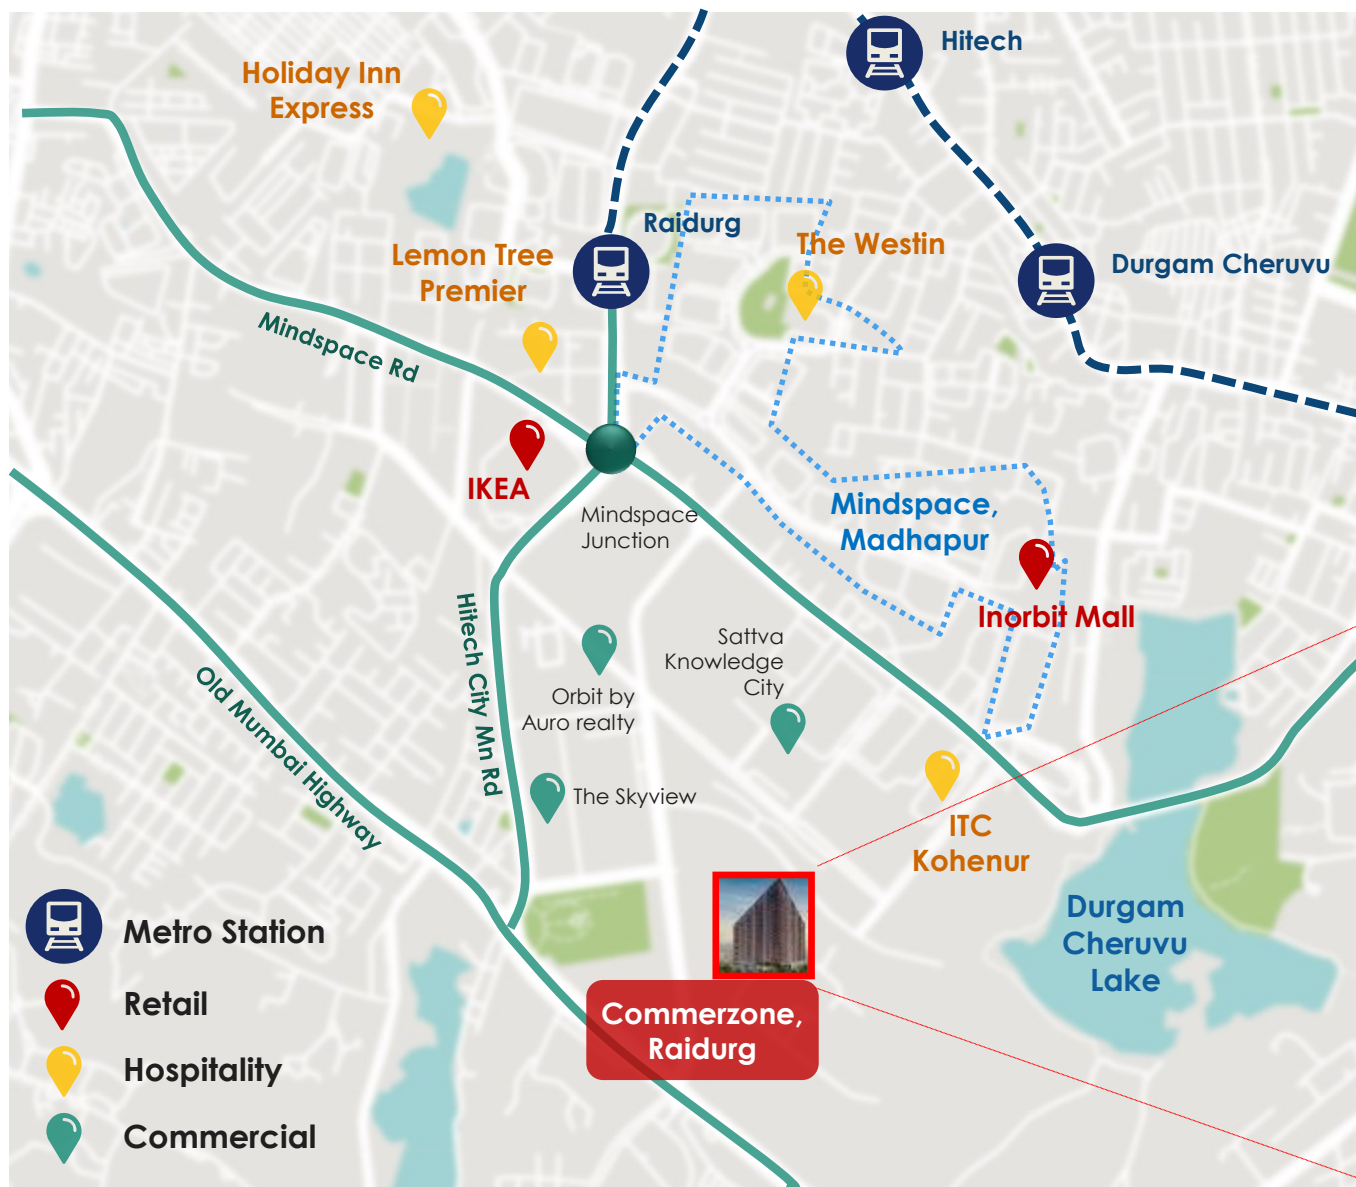 Hitech
Holiday Inn
Express
Raidurg
The Westin
Lemon Tree
Premier
Durgam Cheruvu
Mindspace Rd
IKEA
Mindspace
Junction
Mindspace,
Madhapur
Inorbit Mall
Hitech City Mn Rd
Sattva
Knowledge
City
Orbit by
Auro realty
Old Mumbai Highway
The Skyview
ITC
Kohenur
Durgam
Cheruvu
Lake
Commerzone,
Raidurg
Metro Station
Retail
Hospitality
Commercial